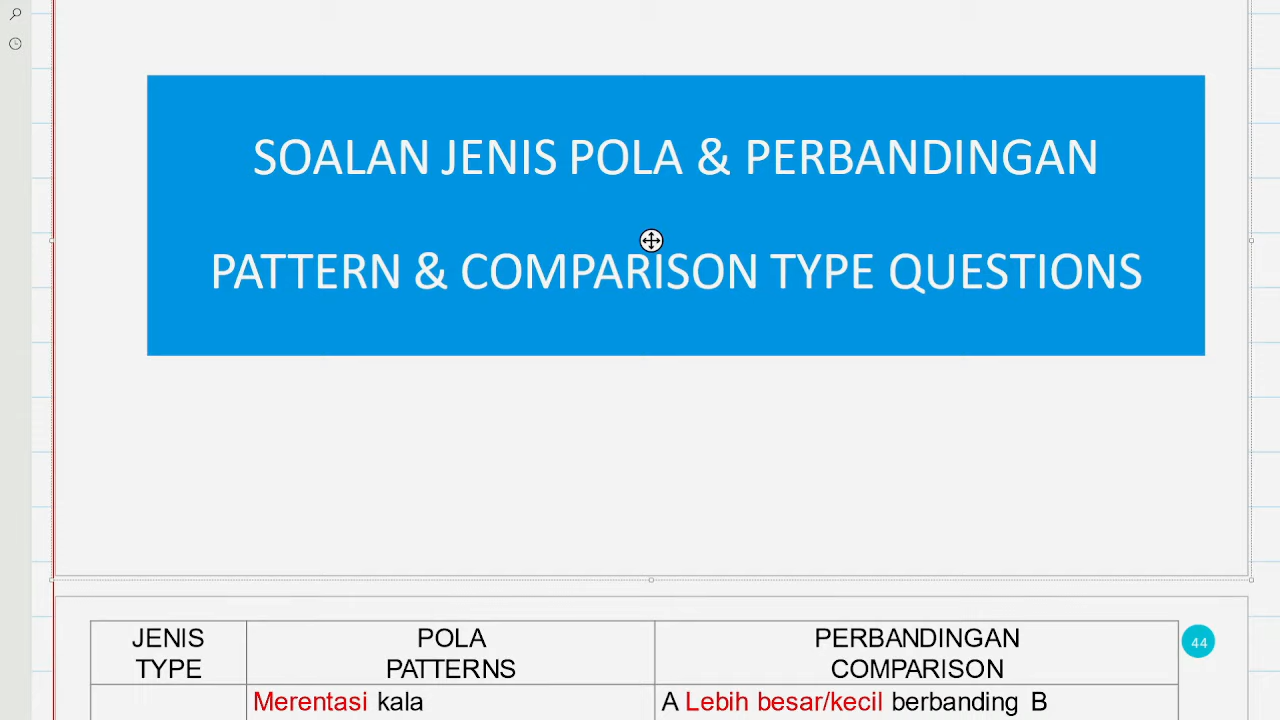 SOALAN JENIS POLA & PERBANDINGAN
PATTERN & COMPARISON TYPE QUESTIONS
JENIS POLA PERBANDINGAN 44
TYPE PATTERNS COMPARISON
Merentasi kala A Lebih besar/kecil berbanding B